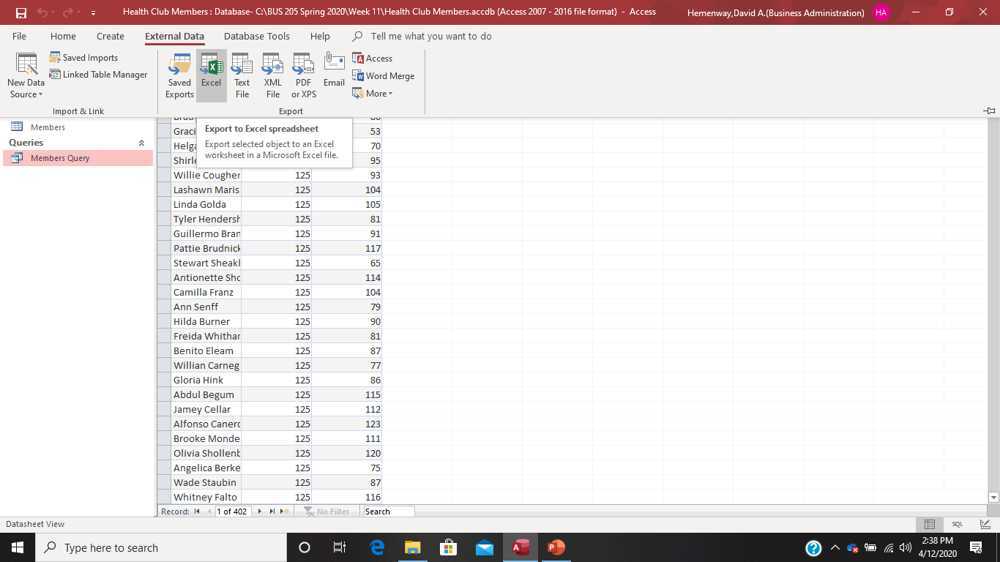 Health Club Members : Database- C:\BUS 205 Spring 2020\Week 11\Health Club Members.accdb (Access 2007 - 2016 file format) - Access
Hemenway,David A.(Business Administration) HA
File Home Create External Data Database Tools Help Tell me what you want to do
New Data Source
Saved Imports
Linked Table Manager
Import & Link
Saved Exports
Excel
Text File
XML File
PDF or XPS
Email
Access
Word Merge
More
Export
Members
Queries
Members Query
Export to Excel spreadsheet
Export selected object to an Excel
worksheet in a Microsoft Excel file.
Graci 53
Helga 70
Shirle 95
Willie Cougher 125 93
Lashawn Maris 125 104
Linda Golda 125 105
Tyler Hendersh 125 81
Guillermo Bran 125 91
Pattie Brudnick 125 117
Stewart Sheakl 125 65
Antionette Sho 125 114
Camilla Franz 125 104
Ann Senff 125 79
Hilda Burner 125 90
Freida Whithar 125 81
Benito Eleam 125 87
Willian Carneg 125 77
Gloria Hink 125 86
Abdul Begum 125 115
Jamey Cellar 125 112
Alfonso Canero 125 123
Brooke Monde 125 111
Olivia Shollenb 125 120
Angelica Berke 125 75
Wade Staubin 125 87
Whitney Falto 125 116
Record: 1 of 402 No Filter Search
Datasheet View SQL
Type here to search
2:38 PM
4/12/2020